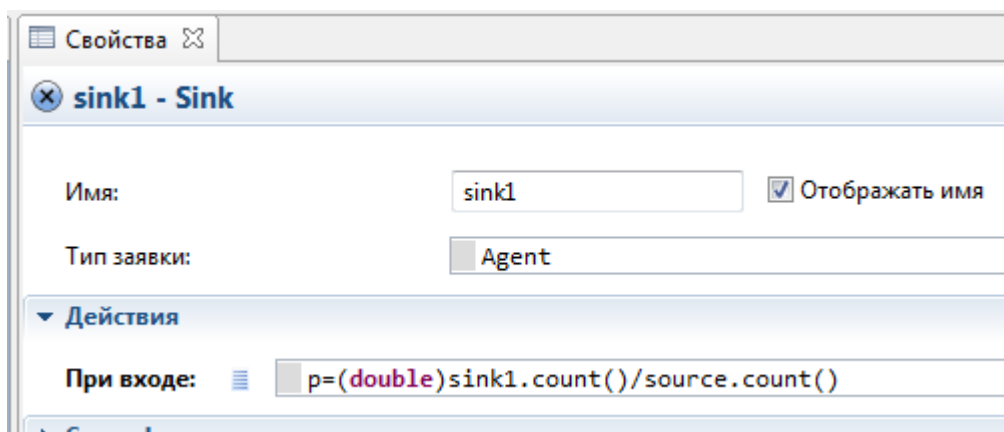 Свойства
sink1 - Sink
Имя:
sink1
Отображать имя
Тип заявки:
Agent
Действия
При входе:
p=(double)sink1.count()/source.count()